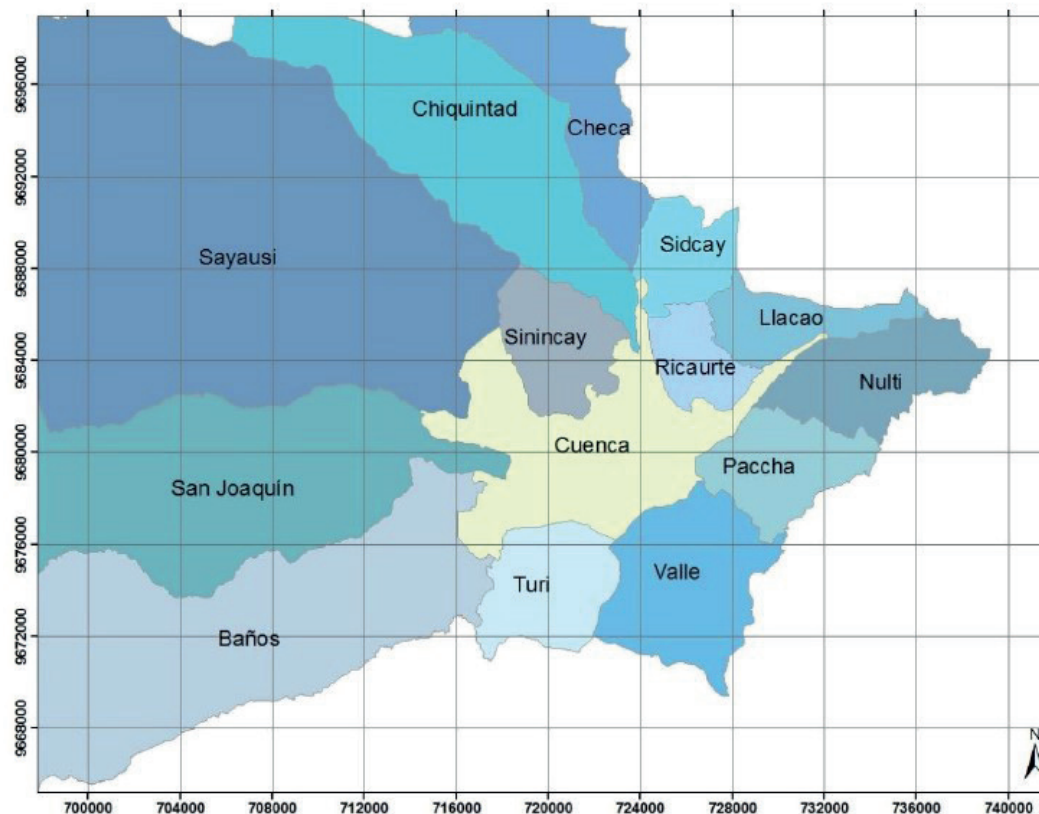 9696000
Chiquintad
Checa
9692000
Sidcay
Sayausi
9688000
Llacao
Sinincay
9684000
Ricaurte
Nulti
Cuenca
9680000
Paccha
San Joaquín
9676000
Valle
Turi
9672000
Baños
9668000
N
700000 704000 708000 712000 716000 720000 724000 728000 732000 736000 740000